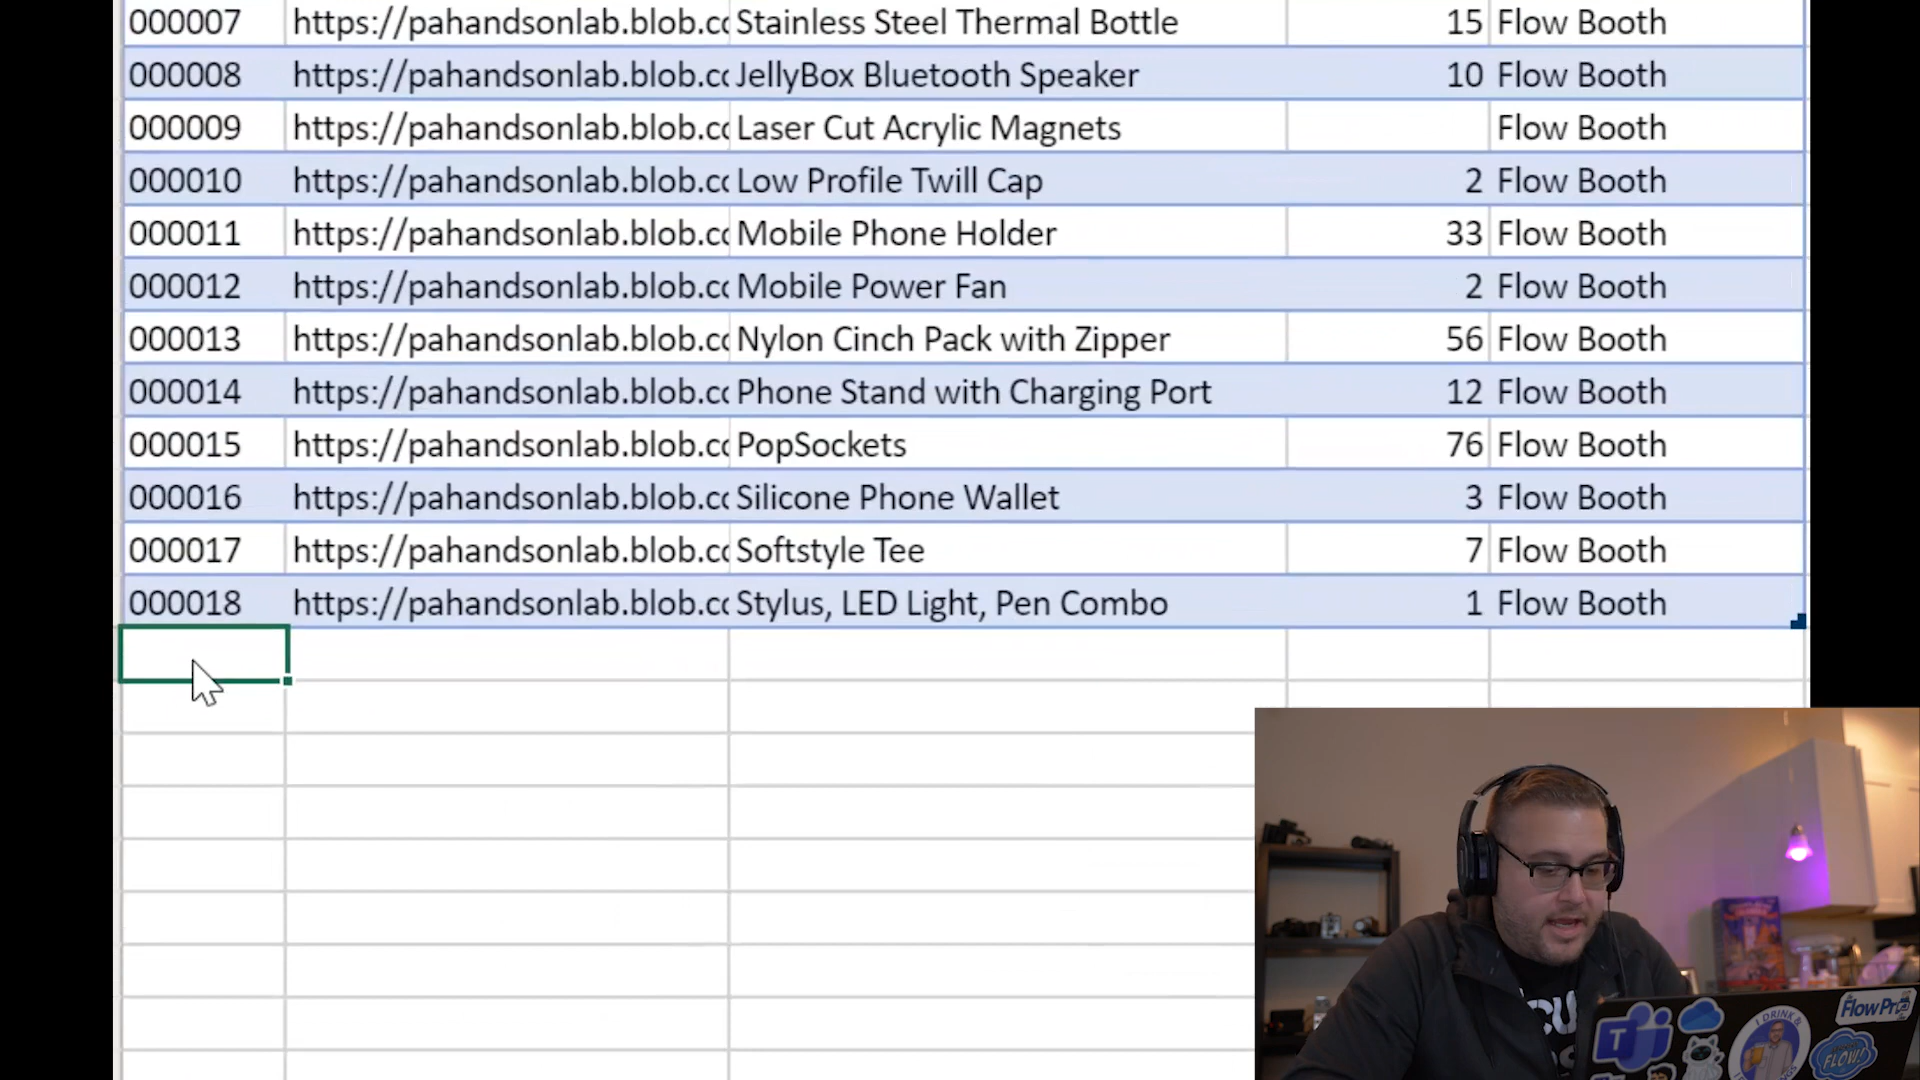 000007 https://pahandsonlab.blob.cc Stainless Steel Thermal Bottle 15 Flow Booth
000008 https://pahandsonlab.blob.cc JellyBox Bluetooth Speaker 10 Flow Booth
000009 https://pahandsonlab.blob.cc Laser Cut Acrylic Magnets Flow Booth
000010 https://pahandsonlab.blob.cc Low Profile Twill Cap 2 Flow Booth
000011 https://pahandsonlab.blob.cc Mobile Phone Holder 33 Flow Booth
000012 https://pahandsonlab.blob.cc Mobile Power Fan 2 Flow Booth
000013 https://pahandsonlab.blob.cc Nylon Cinch Pack with Zipper 56 Flow Booth
000014 https://pahandsonlab.blob.cc Phone Stand with Charging Port 12 Flow Booth
000015 https://pahandsonlab.blob.cc PopSockets 76 Flow Booth
000016 https://pahandsonlab.blob.cc Silicone Phone Wallet 3 Flow Booth
000017 https://pahandsonlab.blob.cc Softstyle Tee 7 Flow Booth
000018 https://pahandsonlab.blob.cc Stylus, LED Light, Pen Combo 1 Flow Booth
T
I DRINK &
FLOW!